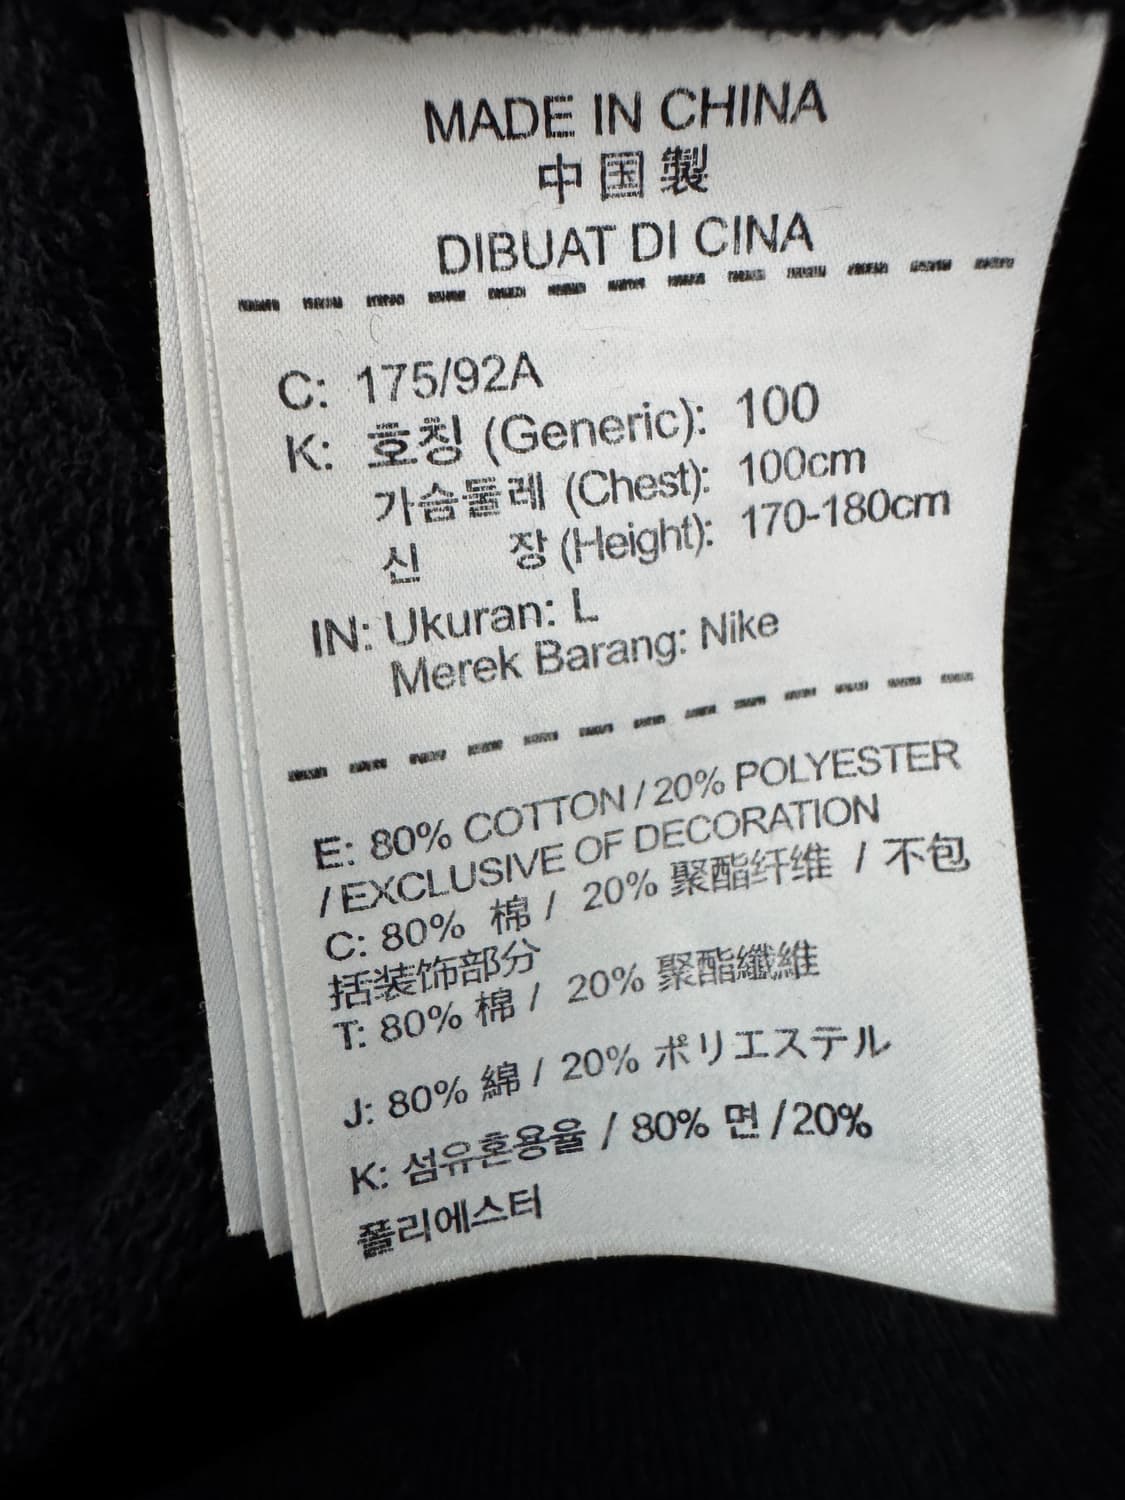 MADE IN CHINA
中国製
DIBUAT DI CINA
C: 175/92A
K: 호칭 (Generic): 100
가슴둘레 (Chest): 100cm
신 장 (Height): 170-180cm
IN: Ukuran: L
Merek Barang: Nike
E: 80% COTTON / 20% POLYESTER
/ EXCLUSIVE OF DECORATION
C: 80% 棉 / 20% 聚酯纤维 / 不包
括装饰部分
T: 80% 棉 / 20% 聚酯纖維
J: 80% 綿 / 20% ポリエステル
K: 섬유혼용율 / 80% 면 / 20%
폴리에스터